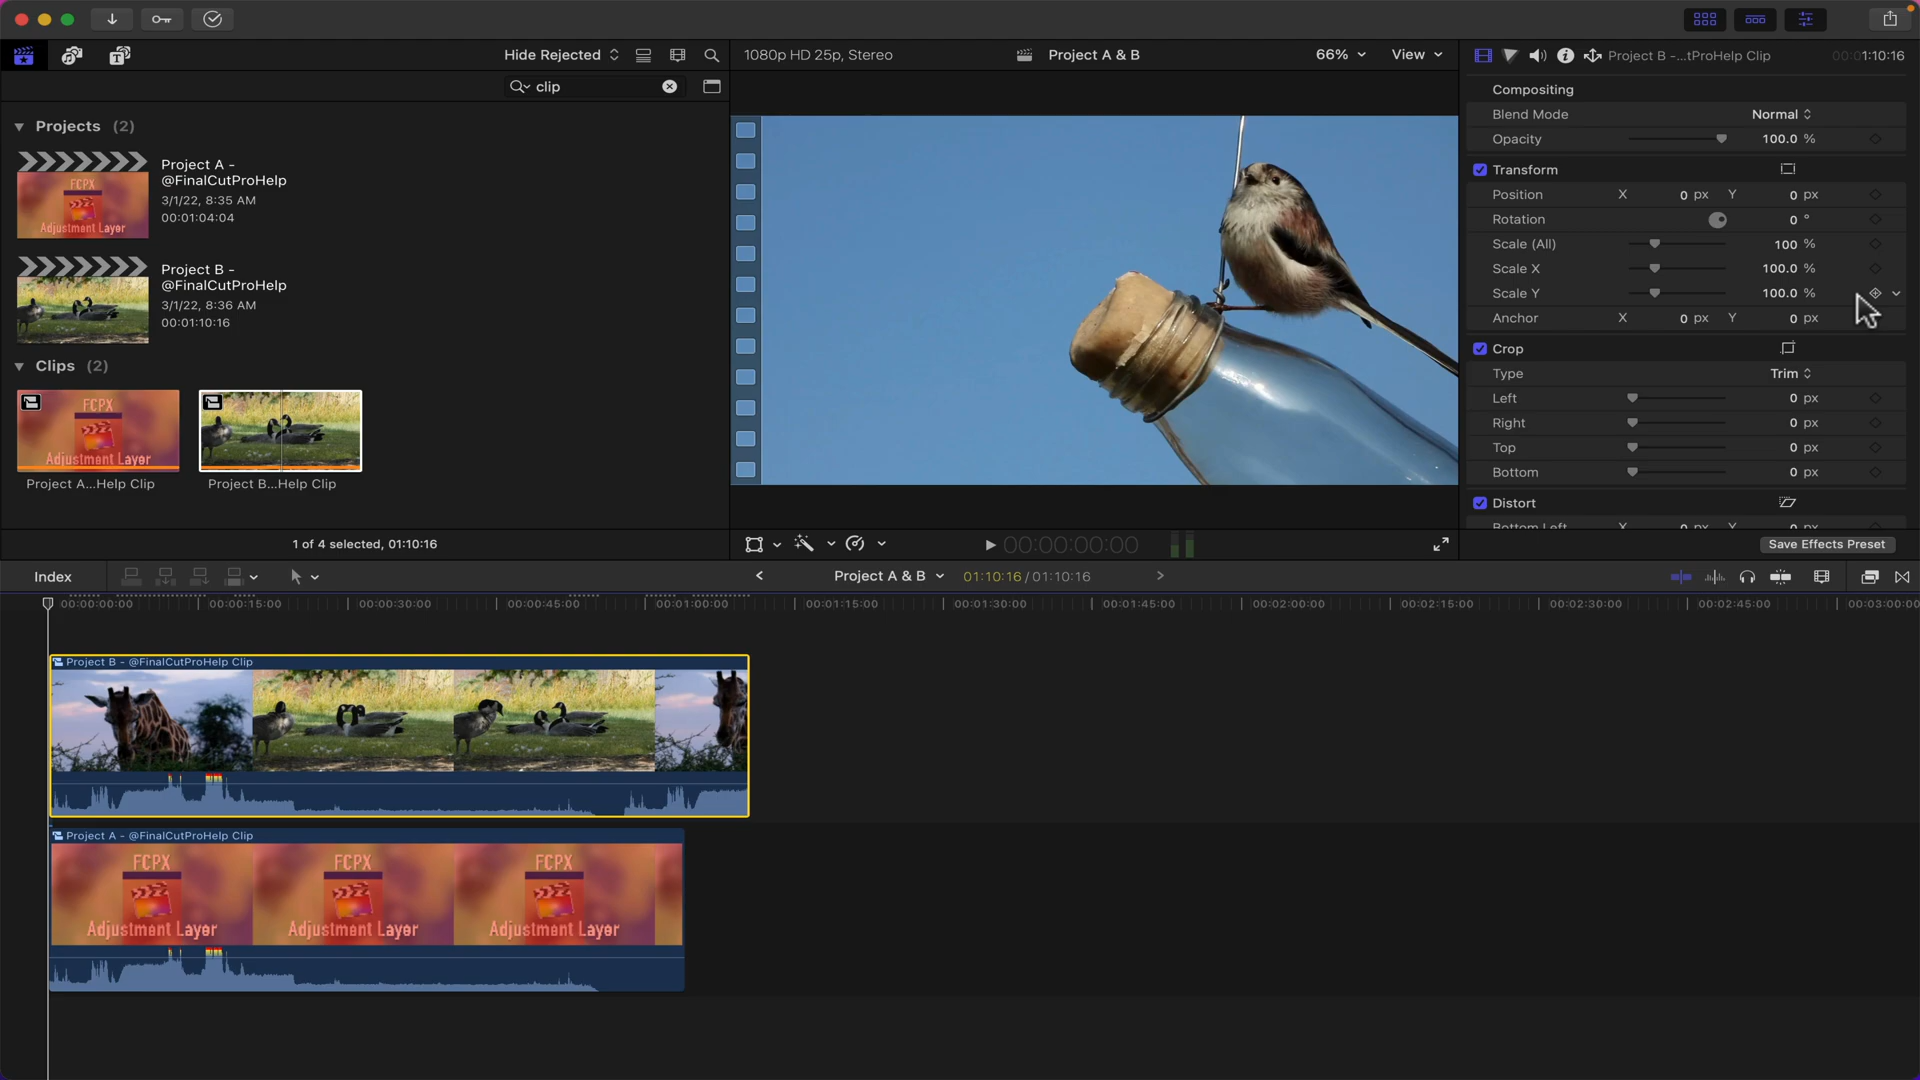 Hide Rejected
1080p HD 25p, Stereo
Project A & B
66%
View
Project B -...tProHelp Clip
00:01:10:16
clip
Projects (2)
Project A -
@FinalCutProHelp
3/1/22, 8:35 AM
00:01:04:04
FCPX
Adjustment Layer
Project B -
@FinalCutProHelp
3/1/22, 8:36 AM
00:01:10:16
Clips (2)
FCPX
Adjustment Layer
Project A...Help Clip
Project B...Help Clip
1 of 4 selected, 01:10:16
00:00:00:00
Compositing
Blend Mode Normal
Opacity 100.0 %
Transform
Position X 0 px Y 0 px
Rotation 0 °
Scale (All) 100 %
Scale X 100.0 %
Scale Y 100.0 %
Anchor X 0 px Y 0 px
Crop
Type Trim
Left 0 px
Right 0 px
Top 0 px
Bottom 0 px
Distort
Bottom Left X 0 px Y 0 px
Save Effects Preset
Index
Project A & B
01:10:16 / 01:10:16
00:00:00:00 00:00:15:00 00:00:30:00 00:00:45:00 00:01:00:00 00:01:15:00 00:01:30:00 00:01:45:00 00:02:00:00 00:02:15:00 00:02:30:00 00:02:45:00 00:03:00:00
Project B - @FinalCutProHelp Clip
Project A - @FinalCutProHelp Clip
FCPX FCPX FCPX
Adjustment Layer Adjustment Layer Adjustment Layer